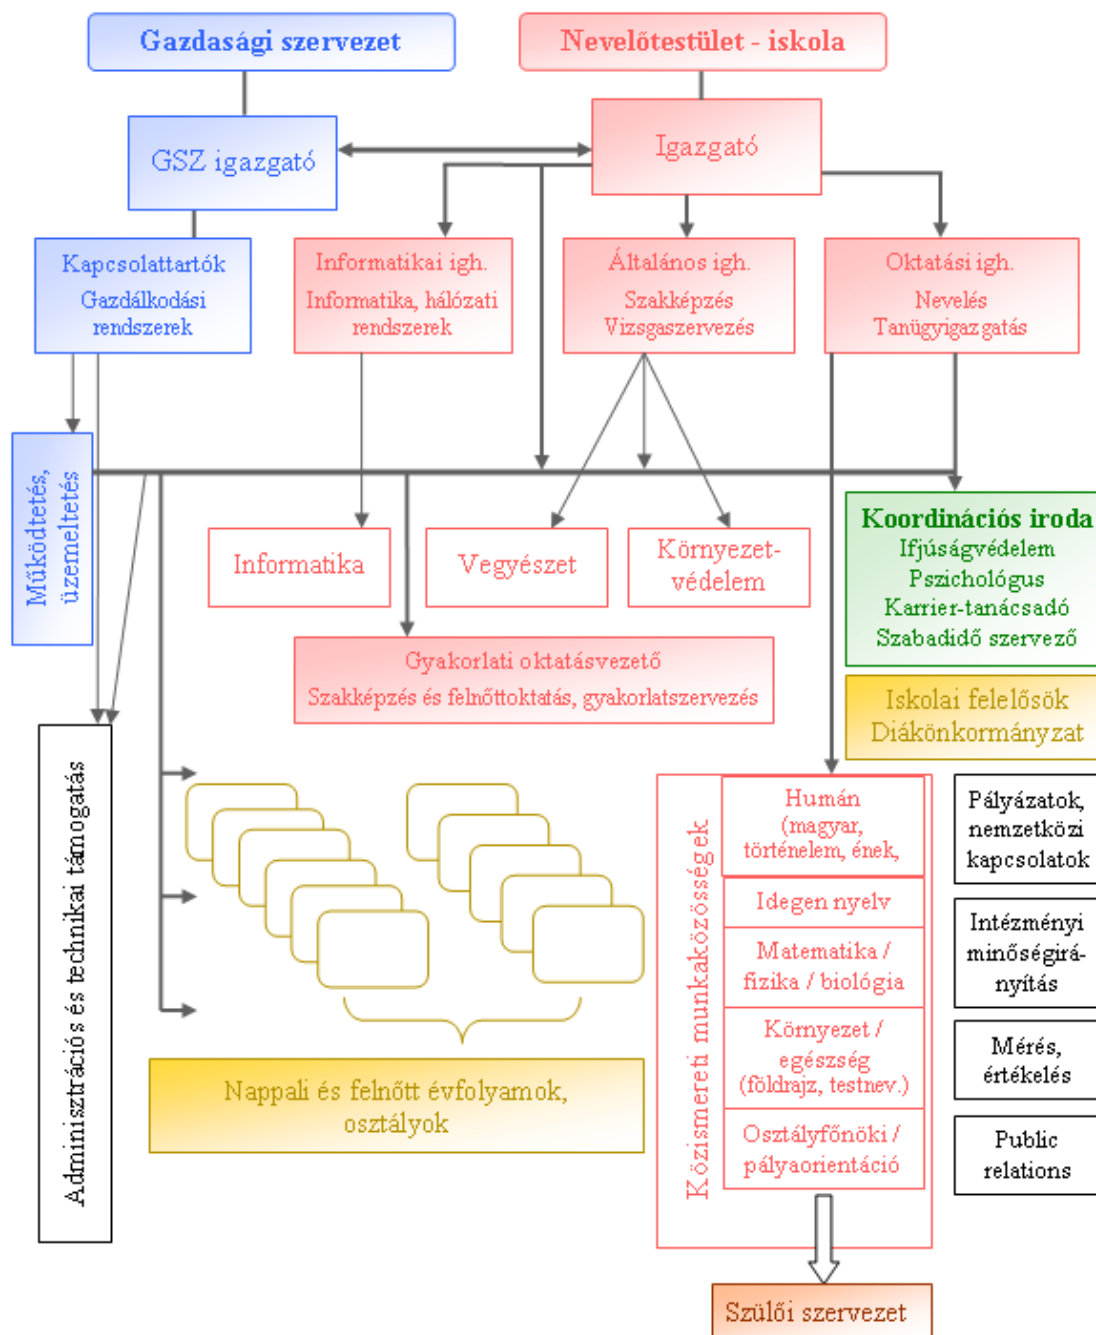 Gazdasági szervezet
Nevelőtestület - iskola
GSZ igazgató
Igazgató
Kapcsolattartók
Gazdálkodási
rendszerek
Informatikai igh.
Informatika, hálózati
rendszerek
Általános igh.
Szakképzés
Vizsgaszervezés
Oktatási igh.
Nevelés
Tanügyigazgatás
Működtetés,
üzemeltetés
Informatika
Vegyészet
Környezet-
védelem
Koordinációs iroda
Ifjúságvédelem
Pszichológus
Karrier-tanácsadó
Szabadidő szervező
Gyakorlati oktatásvezető
Szakképzés és felnőttoktatás, gyakorlatszervezés
Iskolai felelősök
Diákönkormányzat
Adminisztrációs és technikai támogatás
Nappali és felnőtt évfolyamok,
osztályok
Közismereti munkaközösségek
Humán
(magyar,
történelem, ének,
Idegen nyelv
Matematika /
fizika / biológia
Környezet /
egészség
(földrajz, testnev.)
Osztályfőnöki /
pályaorientáció
Pályázatok,
nemzetközi
kapcsolatok
Intézményi
minőségirá-
nyítás
Mérés,
értékelés
Public
relations
Szülői szervezet